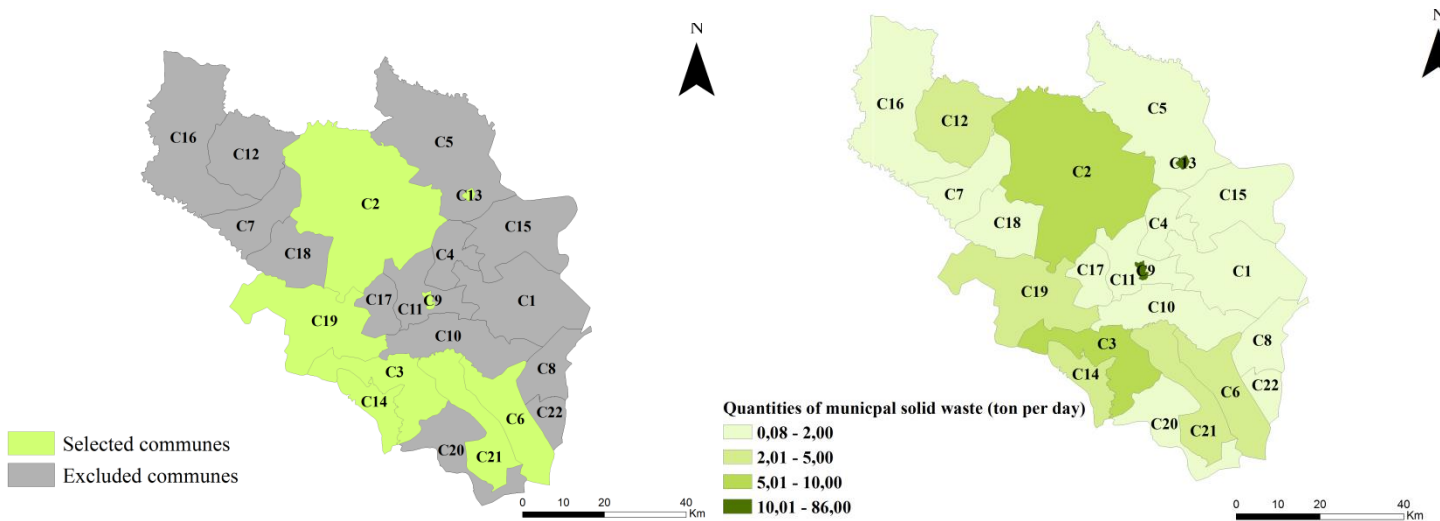 N
C16
C12
C5
C2
C13
C7
C18
C15
C4
C17
C11
C9
C1
C19
C10
C3
C14
C8
C6
C22
C20
C21
Selected communes
Excluded communes
0 10 20 40
Km
N
C16
C5
C12
C13
C2
C7
C15
C18
C4
C17
C11
C9
C1
C19
C10
C3
C8
C14
C22
C6
C20
C21
Quantities of municpal solid waste (ton per day)
0,08 - 2,00
2,01 - 5,00
5,01 - 10,00
10,01 - 86,00
0 10 20 40
Km